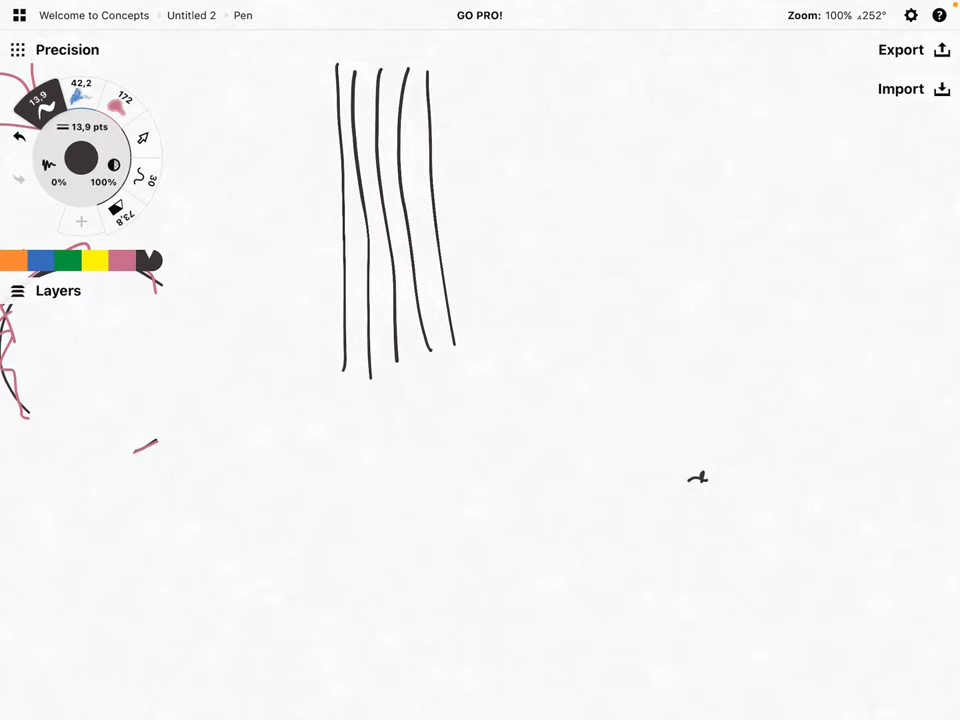 Welcome to Concepts › Untitled 2 › Pen
GO PRO!
Zoom: 100% ⦟252°
Precision
Export
Import
42,2
172
13,9
13,9 pts
0%
100%
30
73,8
Layers